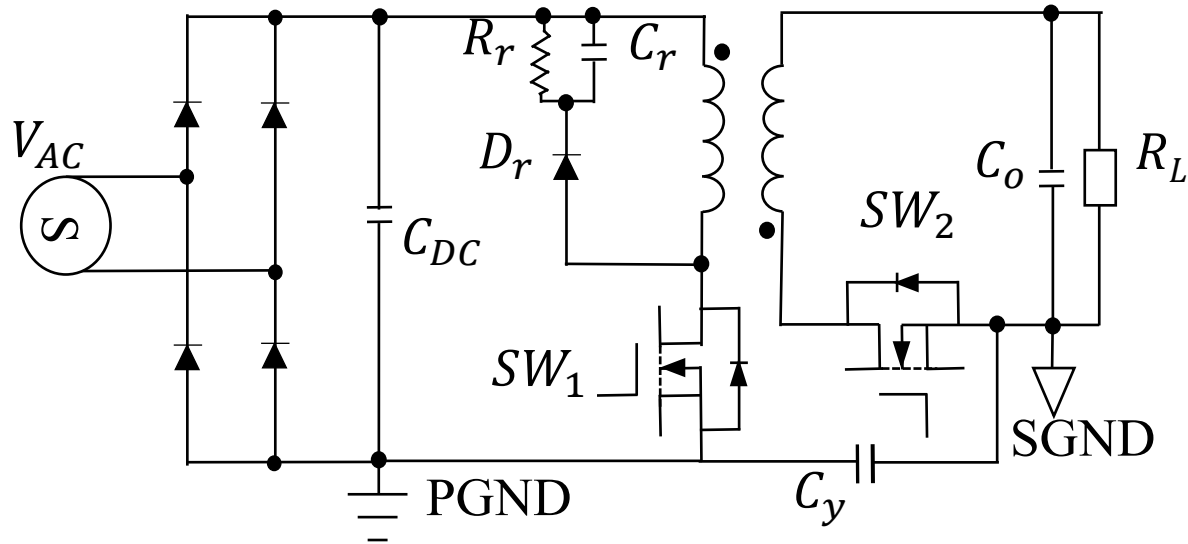 R_r
C_r
V_AC
D_r
C_DC
C_o
R_L
SW_2
S
SW_1
SGND
PGND
C_y